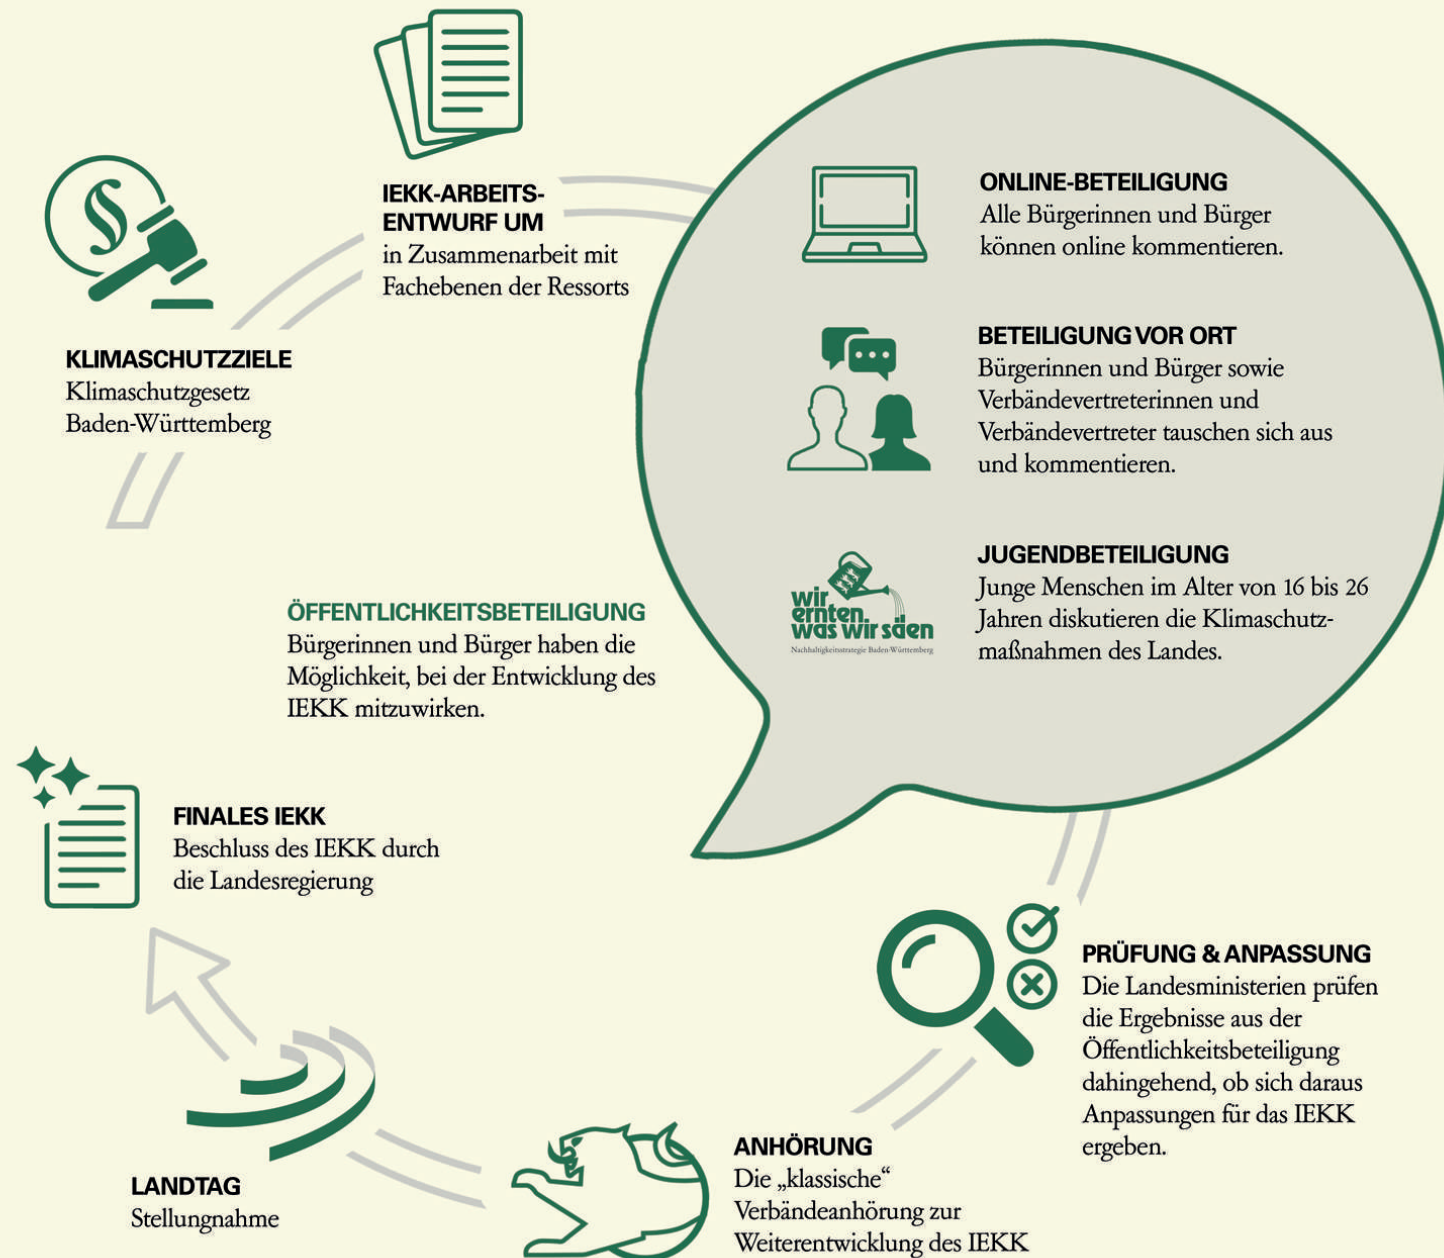 KLIMASCHUTZZIELE
Klimaschutzgesetz
Baden-Württemberg
IEKK-ARBEITS-
ENTWURF UM
in Zusammenarbeit mit
Fachebenen der Ressorts
ÖFFENTLICHKEITSBETEILIGUNG
Bürgerinnen und Bürger haben die
Möglichkeit, bei der Entwicklung des
IEKK mitzuwirken.
ONLINE-BETEILIGUNG
Alle Bürgerinnen und Bürger
können online kommentieren.
BETEILIGUNG VOR ORT
Bürgerinnen und Bürger sowie
Verbändevertreterinnen und
Verbändevertreter tauschen sich aus
und kommentieren.
wir
ernten
was wir säen
Nachhaltigkeitsstrategie Baden-Württemberg
JUGENDBETEILIGUNG
Junge Menschen im Alter von 16 bis 26
Jahren diskutieren die Klimaschutz-
maßnahmen des Landes.
PRÜFUNG & ANPASSUNG
Die Landesministerien prüfen
die Ergebnisse aus der
Öffentlichkeitsbeteiligung
dahingehend, ob sich daraus
Anpassungen für das IEKK
ergeben.
ANHÖRUNG
Die „klassische“
Verbändeanhörung zur
Weiterentwicklung des IEKK
LANDTAG
Stellungnahme
FINALES IEKK
Beschluss des IEKK durch
die Landesregierung
§